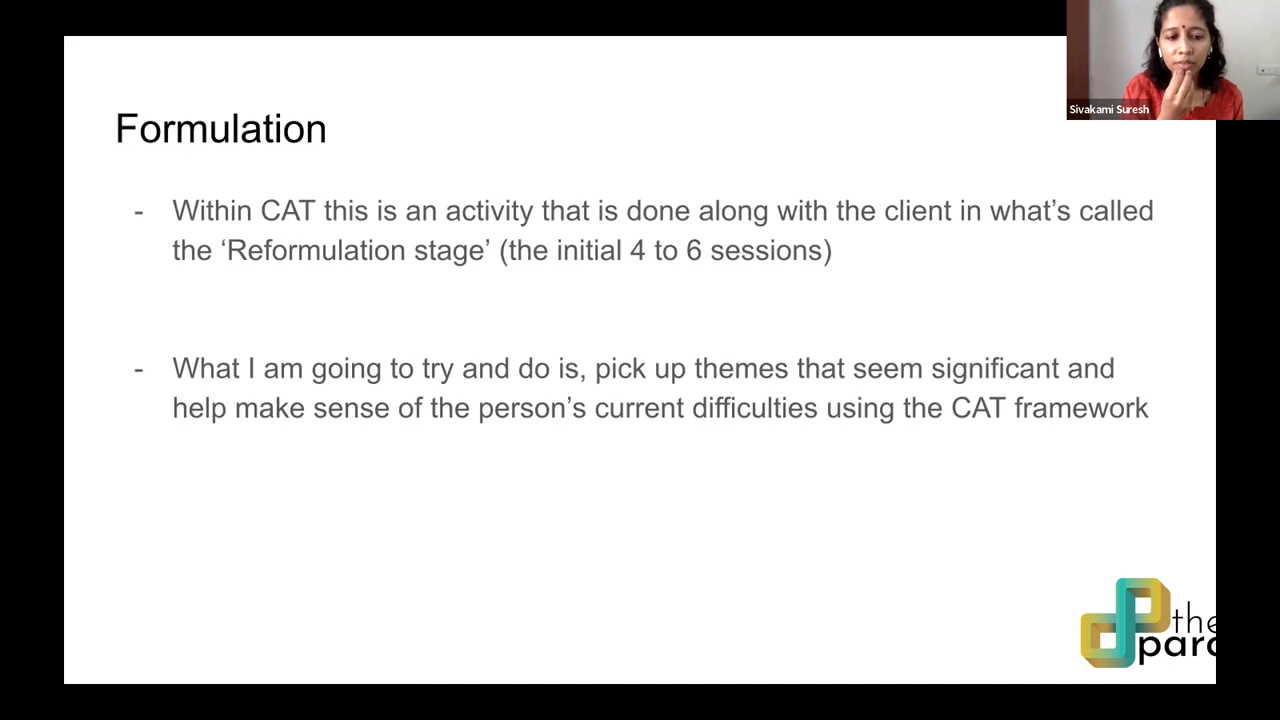 Sivakami Suresh
Formulation
- Within CAT this is an activity that is done along with the client in what’s called
the ‘Reformulation stage’ (the initial 4 to 6 sessions)
- What I am going to try and do is, pick up themes that seem significant and
help make sense of the person’s current difficulties using the CAT framework
the